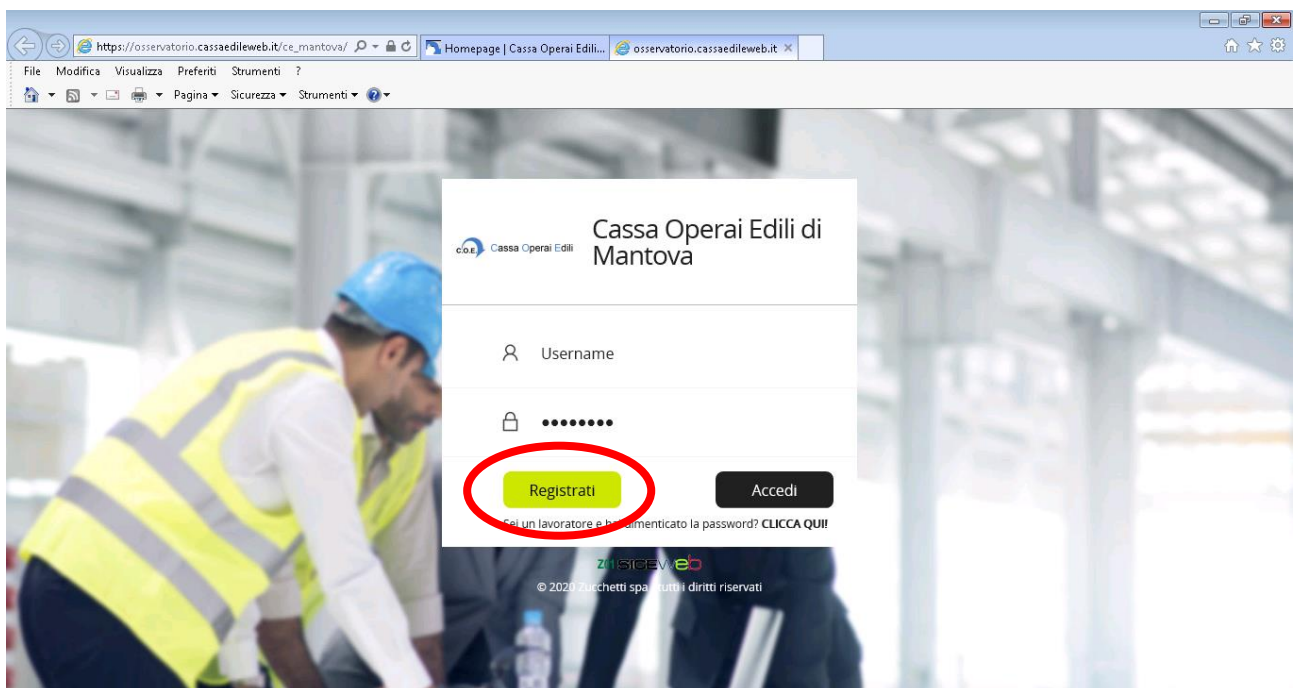 https://osservatorio.cassaedileweb.it/ce_mantova/
Homepage | Cassa Operai Edili...
osservatorio.cassaedileweb.it
File Modifica Visualizza Preferiti Strumenti ?
Pagina Sicurezza Strumenti
c.o.e. Cassa Operai Edili
Cassa Operai Edili di
Mantova
Username
••••••••
Registrati
Accedi
Sei un lavoratore e hai dimenticato la password? CLICCA QUI!
SICEWeb
© 2020 Zucchetti spa tutti i diritti riservati